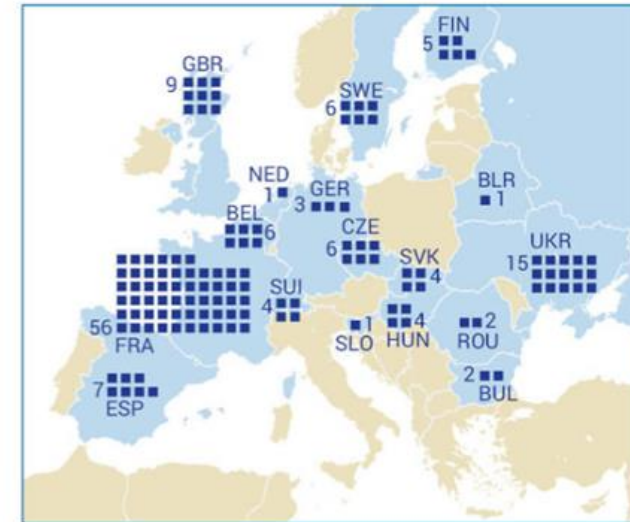 FIN
5
GBR
9
SWE
6
NED
1
GER
3
BLR
1
BEL
6
CZE
6
UKR
15
SVK
4
SUI
4
56
FRA
1
SLO
4
HUN
2
ROU
7
ESP
2
BUL